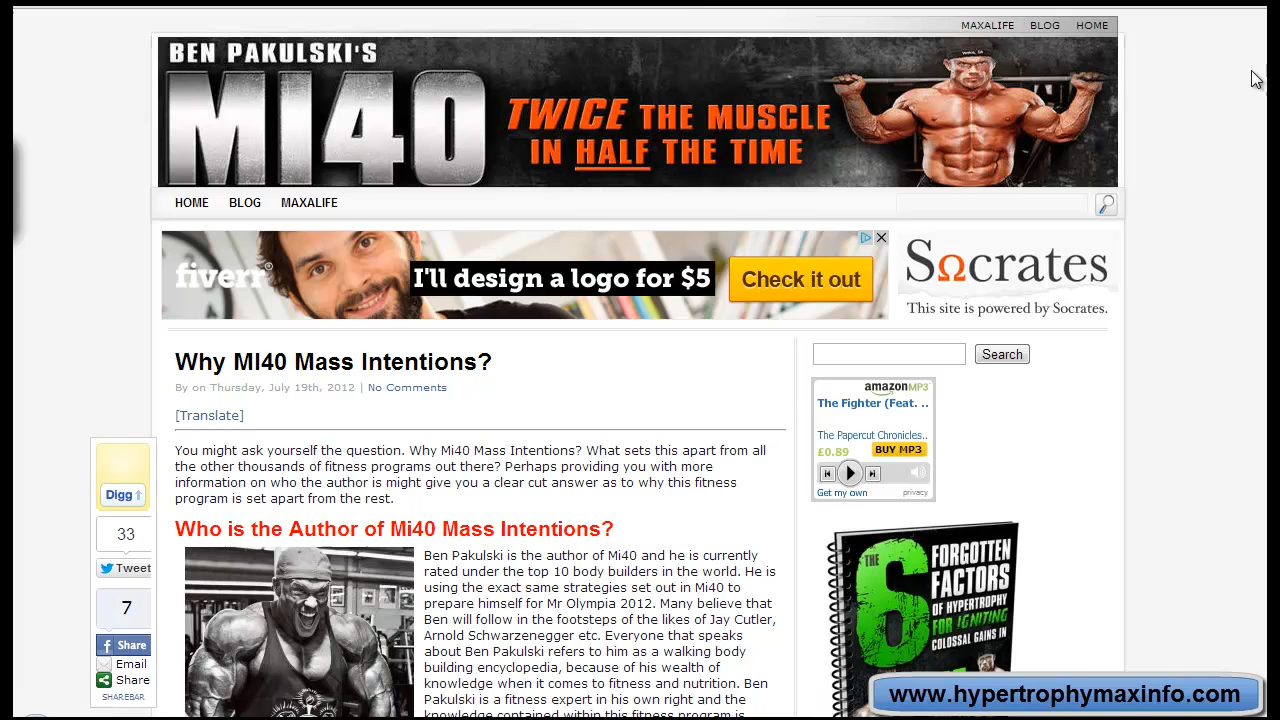 MAXALIFE BLOG HOME
BEN PAKULSKI'S
MI40
TWICE THE MUSCLE
IN HALF THE TIME
HOME BLOG MAXALIFE
fiverr®
I'll design a logo for $5
Check it out
Socrates
This site is powered by Socrates.
Why MI40 Mass Intentions?
By on Thursday, July 19th, 2012 | No Comments
[Translate]
You might ask yourself the question. Why Mi40 Mass Intentions? What sets this apart from all
the other thousands of fitness programs out there? Perhaps providing you with more
information on who the author is might give you a clear cut answer as to why this fitness
program is set apart from the rest.
Who is the Author of Mi40 Mass Intentions?
Ben Pakulski is the author of Mi40 and he is currently
rated under the top 10 body builders in the world. He is
using the exact same strategies set out in Mi40 to
prepare himself for Mr Olympia 2012. Many believe that
Ben will follow in the footsteps of the likes of Jay Cutler,
Arnold Schwarzenegger etc. Everyone that speaks
about Ben Pakulski refers to him as a walking body
building encyclopedia, because of his wealth of
knowledge when it comes to fitness and nutrition. Ben
Pakulski is a fitness expert in his own right and the
knowledge contained within this fitness program is
Digg
33
Tweet
7
Share
Email
Share
SHAREBAR
Search
amazonMP3
The Fighter (Feat. ..
The Papercut Chronicles..
£0.89 BUY MP3
Get my own privacy
THE 6 FORGOTTEN
FACTORS
OF HYPERTROPHY
FOR IGNITING
COLOSSAL GAINS IN
www.hypertrophymaxinfo.com